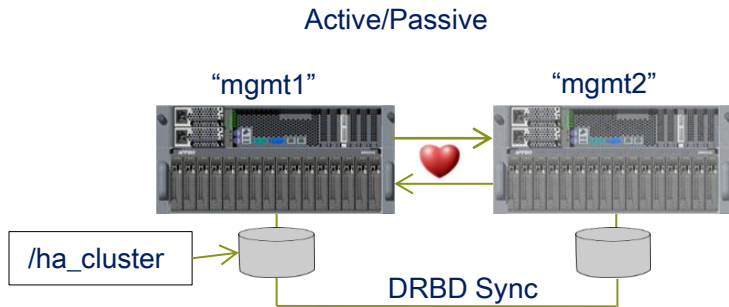 Active/Passive
“mgmt1”
“mgmt2”
/ha_cluster
DRBD Sync